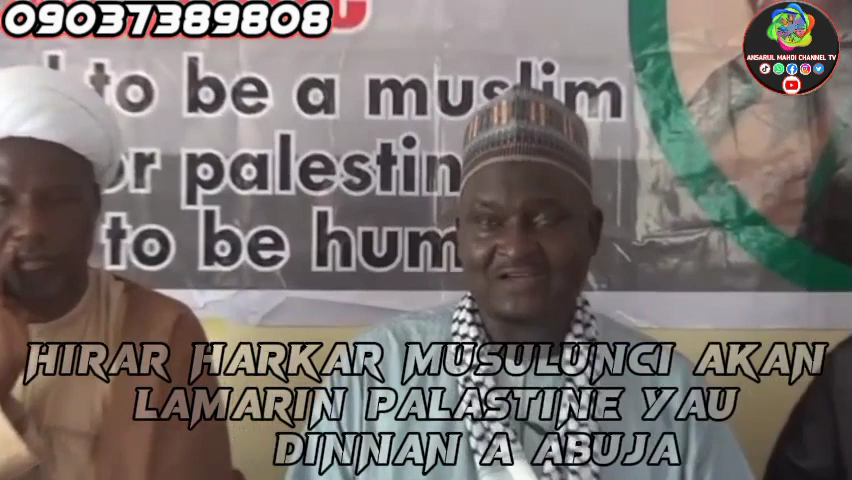 09037389808
to be a muslim
or palestin
to be hum
ANSARUL MAHDI CHANNEL TV
HIRAR HARKAR MUSULUNCI AKAN
LAMARIN PALASTINE YAU
DINNAN A ABUJA